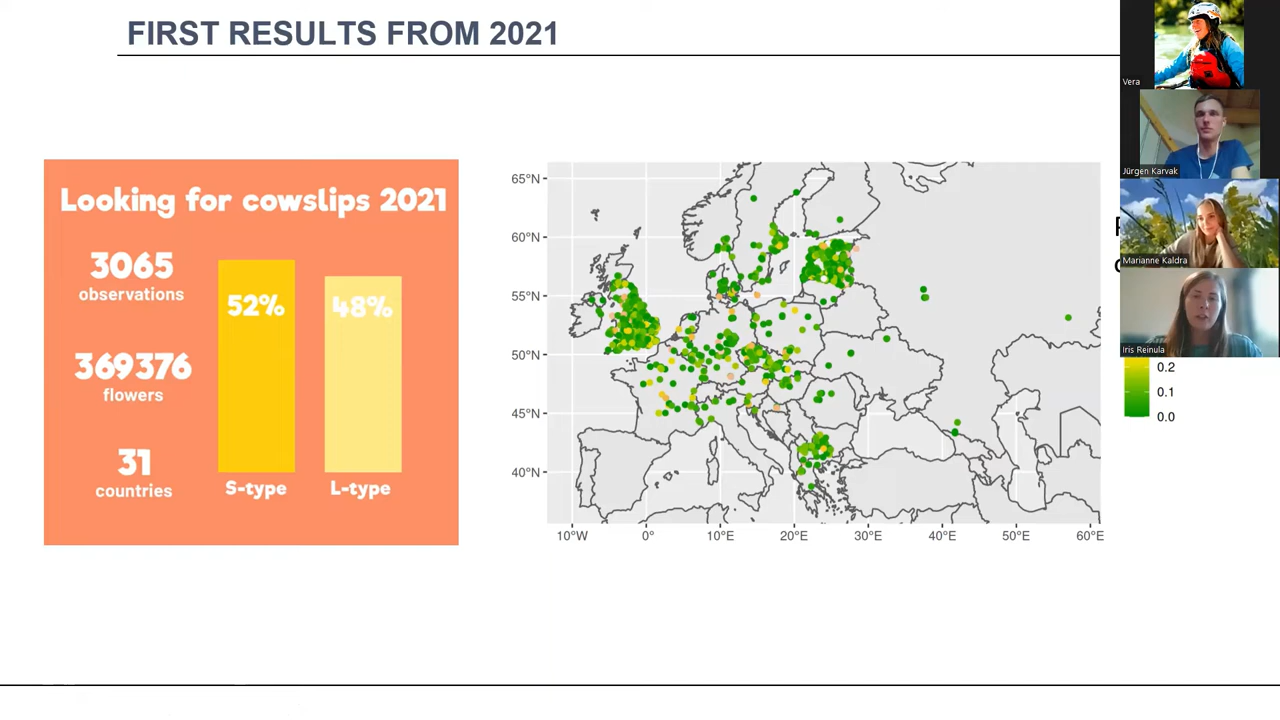 FIRST RESULTS FROM 2021
Looking for cowslips 2021
3065
observations
369376
flowers
31
countries
52%
48%
S-type
L-type
65°N
60°N
55°N
50°N
45°N
40°N
10°W
0°
10°E
20°E
30°E
40°E
50°E
60°E
Vera
Jürgen Karvak
Marianne Kaldra
Iris Reinula
0.2
0.1
0.0